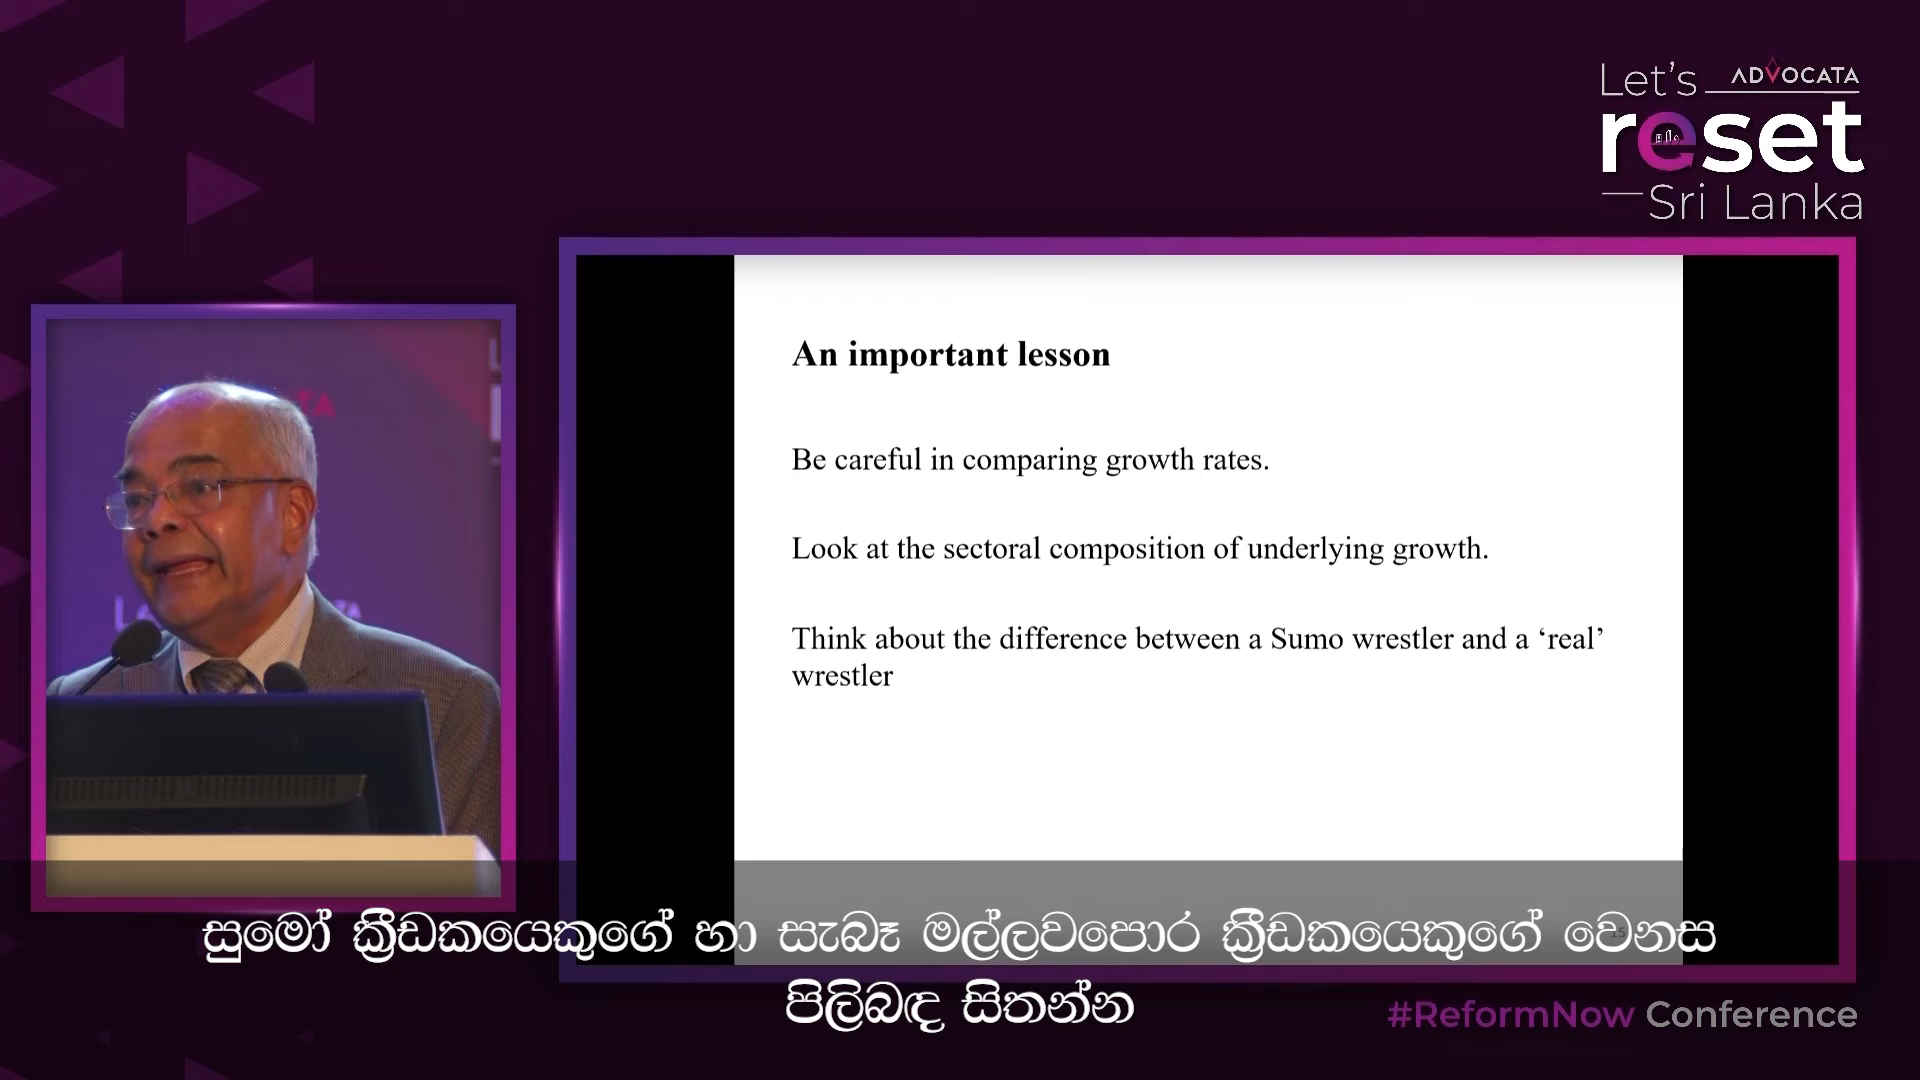 Let's ADVOCATA
reset
Sri Lanka
An important lesson
Be careful in comparing growth rates.
Look at the sectoral composition of underlying growth.
Think about the difference between a Sumo wrestler and a ‘real’
wrestler
සුමෝ ක්‍රීඩකයෙකුගේ හා සැබෑ මල්ලවපොර ක්‍රීඩකයෙකුගේ වෙනස
පිලිබඳ සිතන්න
#ReformNow Conference